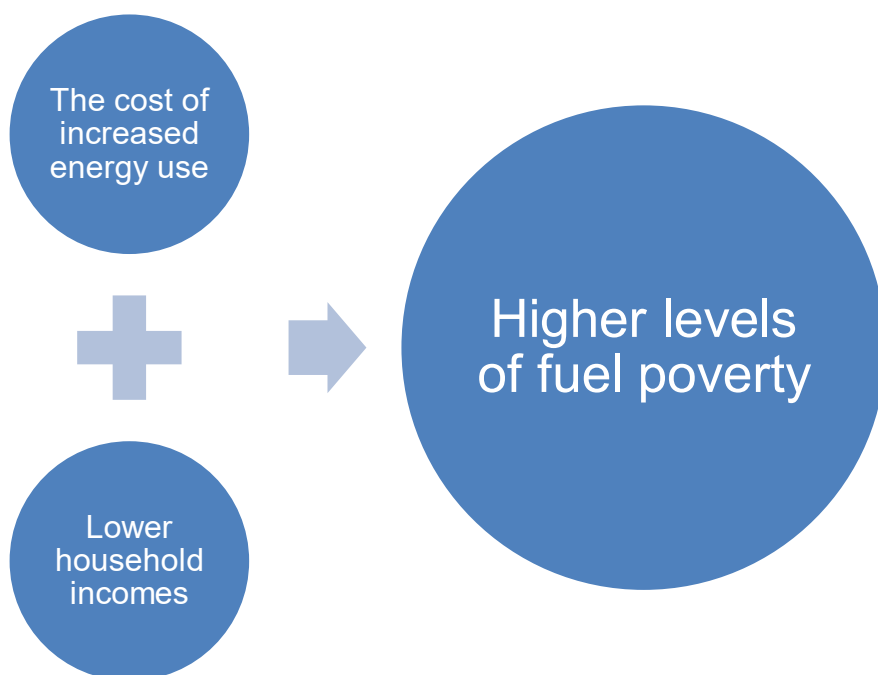 The cost of
increased
energy use
Lower
household
incomes
Higher levels
of fuel poverty